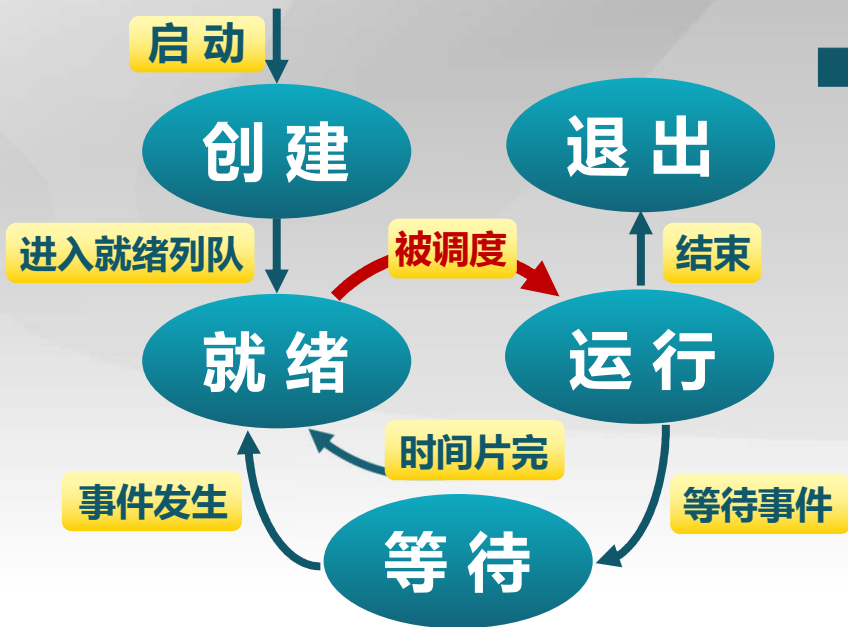 启动
创建
退出
进入就绪列队
被调度
结束
就绪
运行
时间片完
事件发生
等待事件
等待